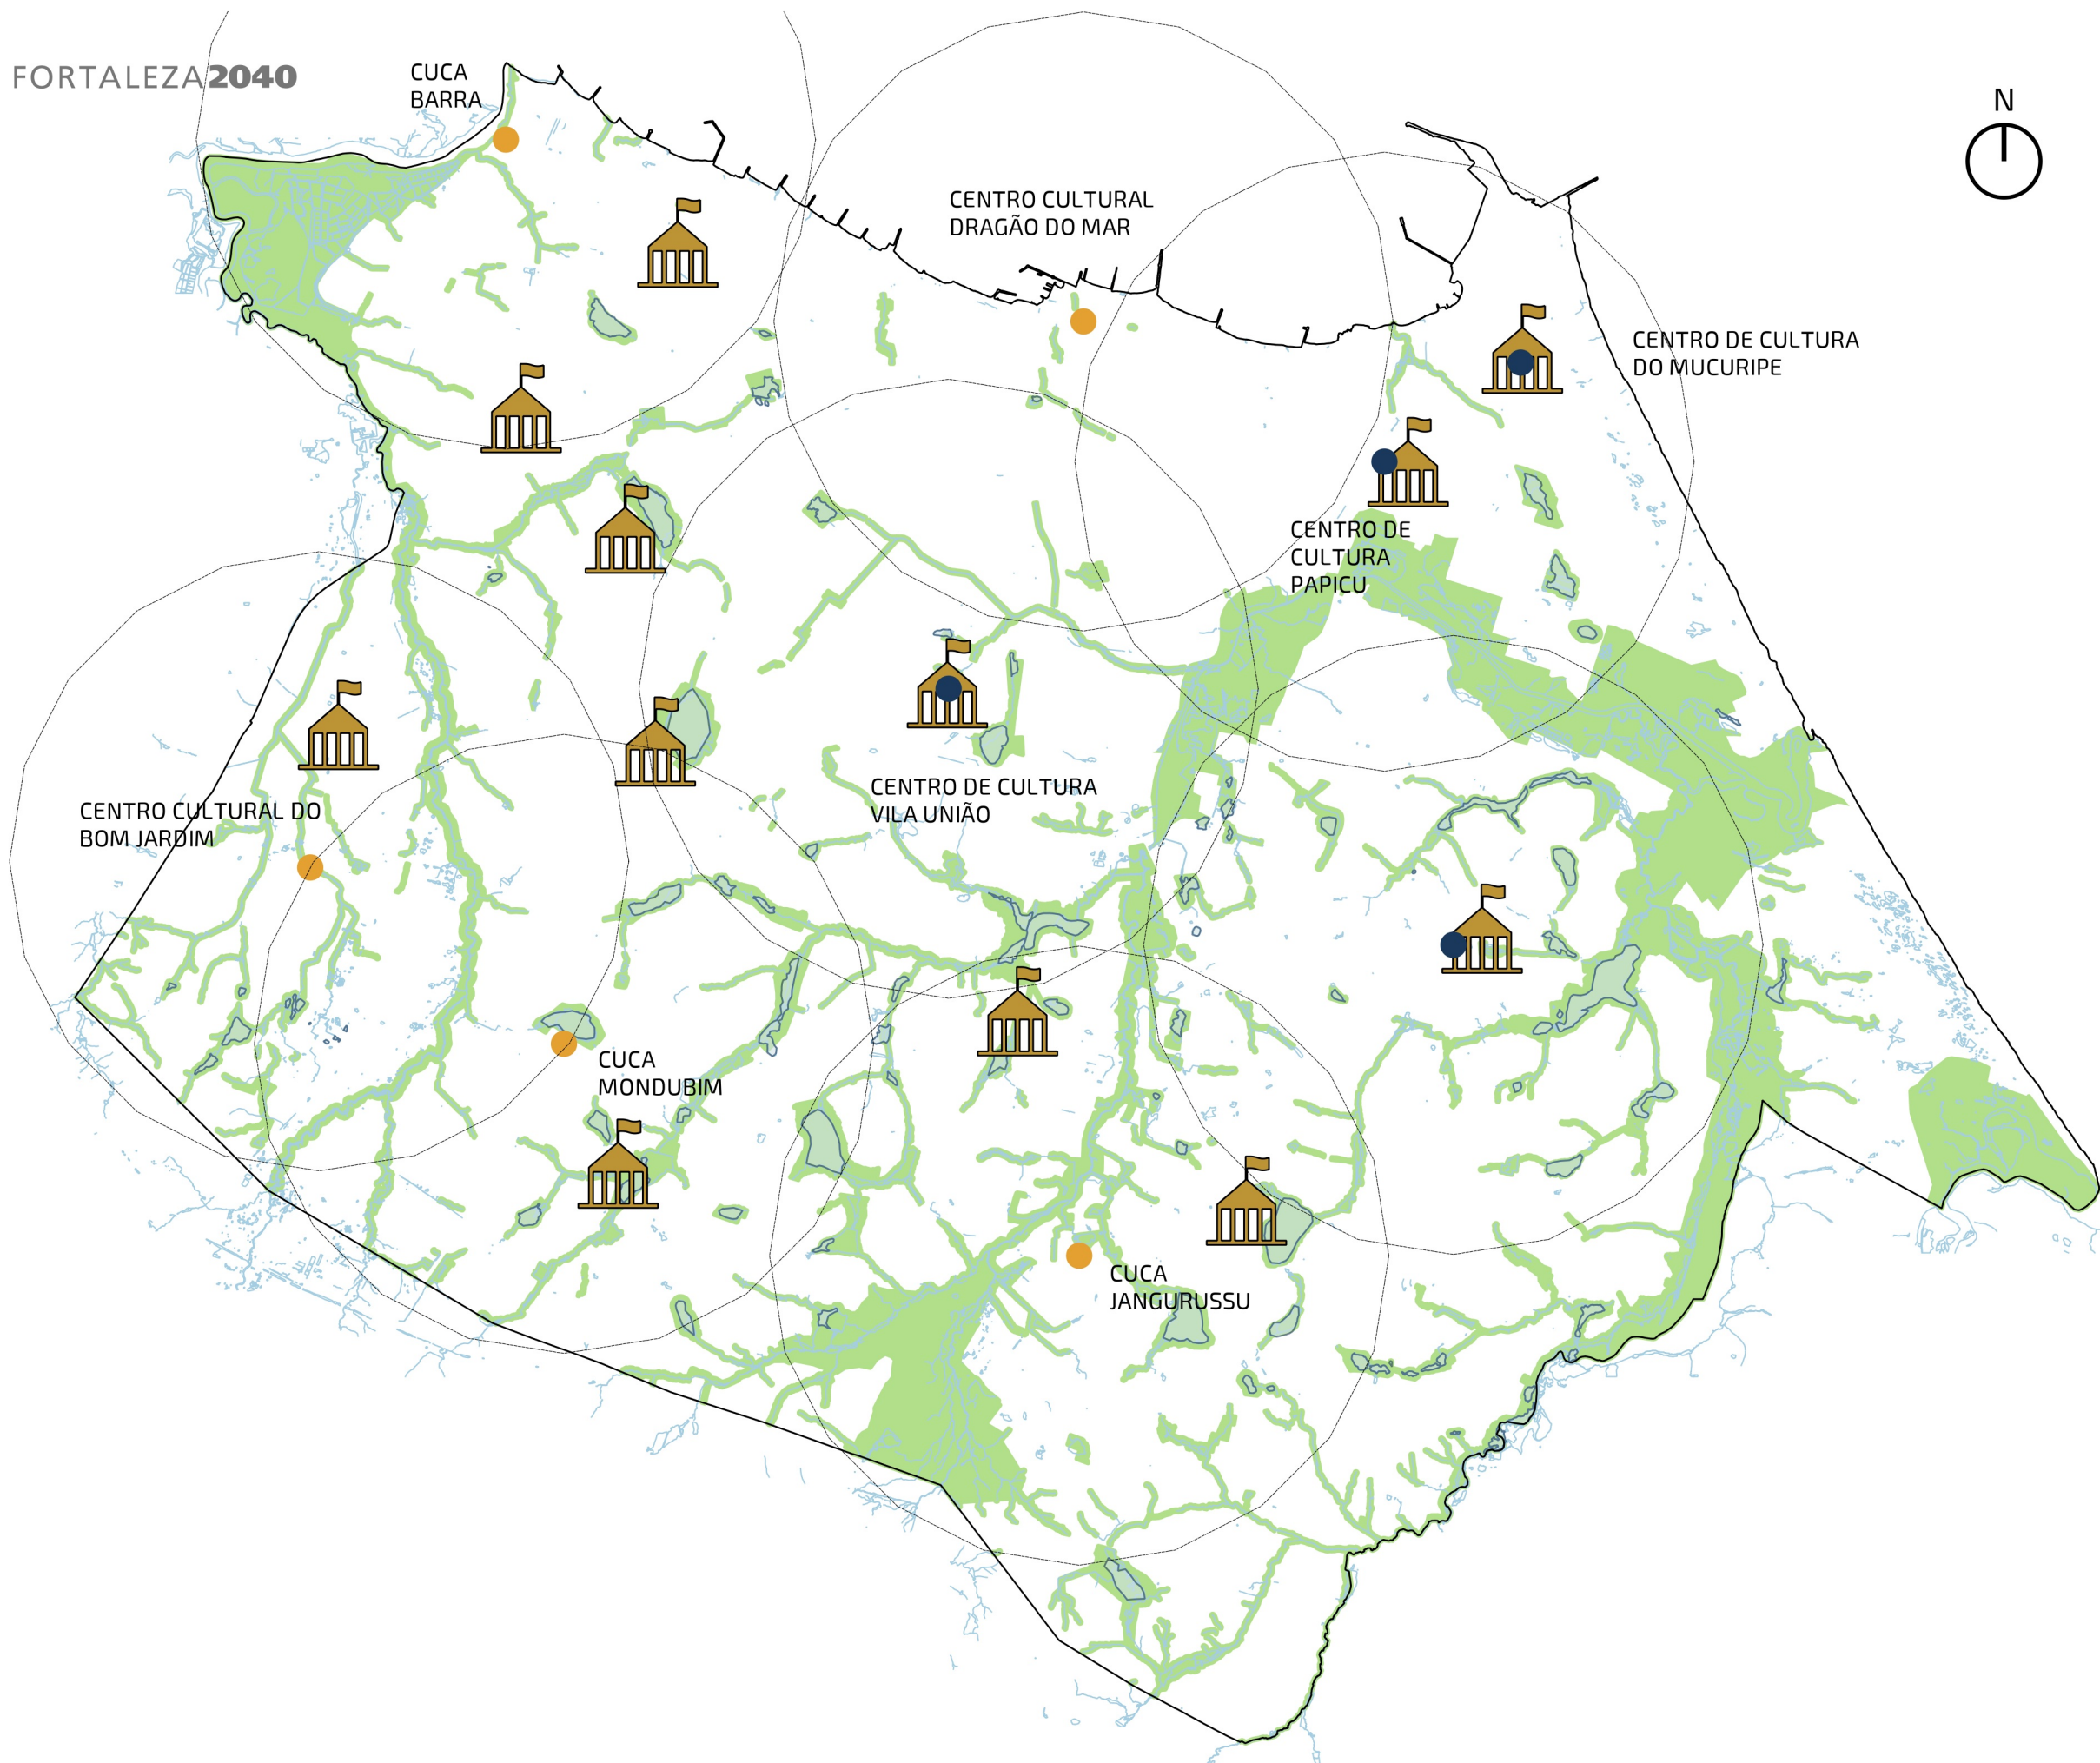 FORTALEZA2040
CUCA
BARRA
N
CENTRO CULTURAL
DRAGÃO DO MAR
CENTRO DE CULTURA
DO MUCURIPE
CENTRO DE
CULTURA
PAPICU
CENTRO DE CULTURA
VILA UNIÃO
CENTRO CULTURAL DO
BOM JARDIM
CUCA
MONDUBIM
CUCA
JANGURUSSU